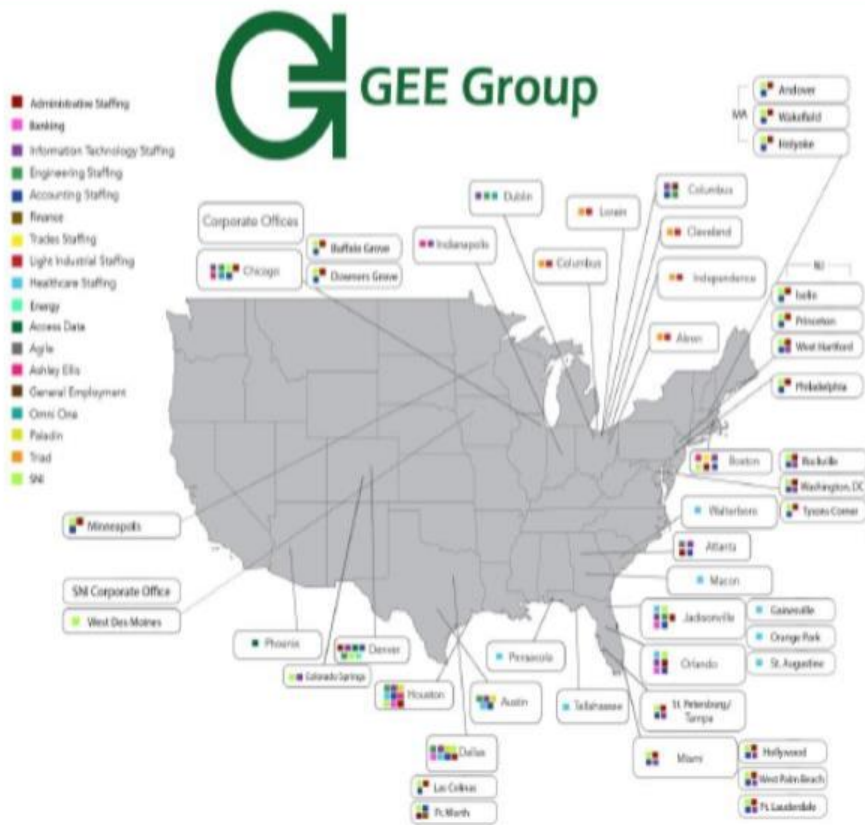 GEE Group
Administrative Staffing
Banking
Information Technology Staffing
Engineering Staffing
Accounting Staffing
Finance
Trades Staffing
Light Industrial Staffing
Healthcare Staffing
Energy
Access Data
Agile
Ashley Ellis
General Employment
Omni One
Paladin
Triad
SNI
Corporate Offices
Chicago
Buffalo Grove
Downers Grove
Indianapolis
Dublin
Columbus
Lorain
Columbus
Cleveland
Independence
Akron
MA
Andover
Wakefield
Holyoke
NJ
Iselin
Princeton
West Hartford
Philadelphia
Boston
Rockville
Washington, DC
Tysons Corner
Walterboro
Atlanta
Macon
Jacksonville
Gainesville
Orange Park
St. Augustine
Orlando
St. Petersburg/
Tampa
Miami
Hollywood
West Palm Beach
Ft. Lauderdale
Minneapolis
SNI Corporate Office
West Des Moines
Phoenix
Denver
Colorado Springs
Houston
Austin
Dallas
Las Colinas
Ft. Worth
Pensacola
Tallahassee